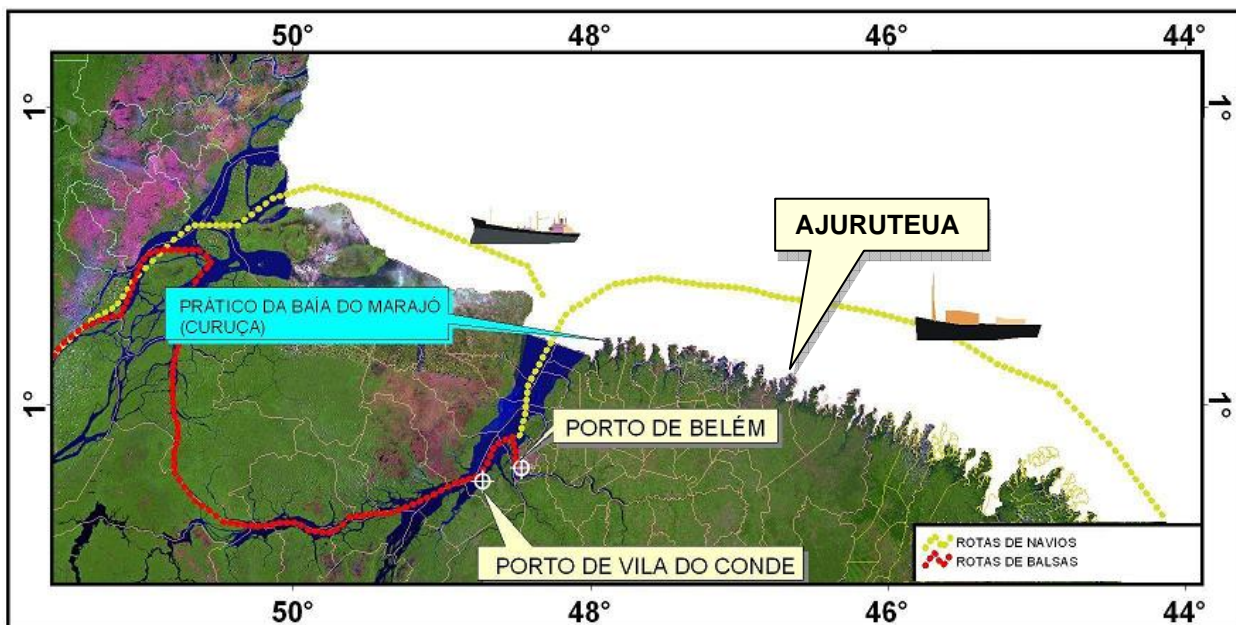 50°
48°
46°
44°
1°
1°
AJURUTEUA
PRÁTICO DA BAÍA DO MARAJÓ
(CURUÇA)
1°
1°
PORTO DE BELÉM
PORTO DE VILA DO CONDE
ROTAS DE NAVIOS
ROTAS DE BALSAS
50°
48°
46°
44°